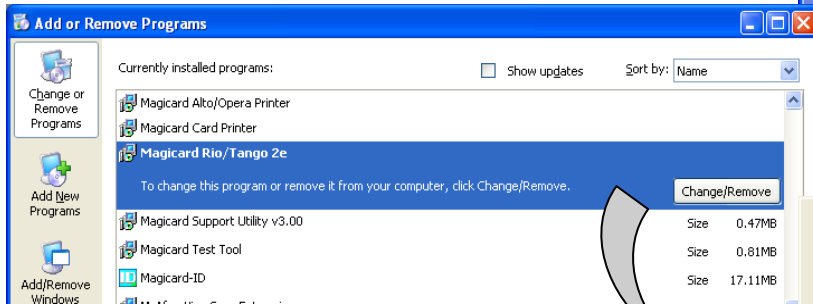 Add or Remove Programs
Currently installed programs:
Show updates
Sort by: Name
Change or
Remove
Programs
Add New
Programs
Add/Remove
Windows
Magicard Alto/Opera Printer
Magicard Card Printer
Magicard Rio/Tango 2e
To change this program or remove it from your computer, click Change/Remove.
Change/Remove
Magicard Support Utility v3.00 Size 0.47MB
Magicard Test Tool Size 0.81MB
Magicard-ID Size 17.11MB